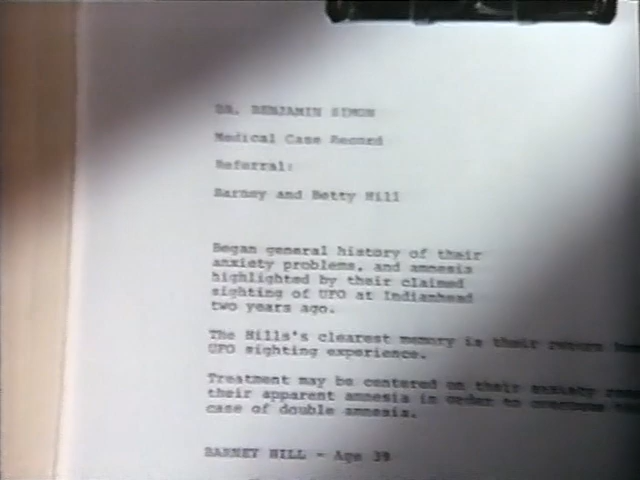 DR. BENJAMIN SIMON
Medical Case Record
Referral:
Barney and Betty Hill
Began general history of their
anxiety problems, and amnesia
highlighted by their claimed
sighting of UFO at Indianhead
two years ago.
The Hills's clearest memory is their return
UFO sighting experience.
Treatment may be centered on their anxiety
their apparent amnesia in order to overcome
case of double amnesia.
BARNEY HILL - Age 39